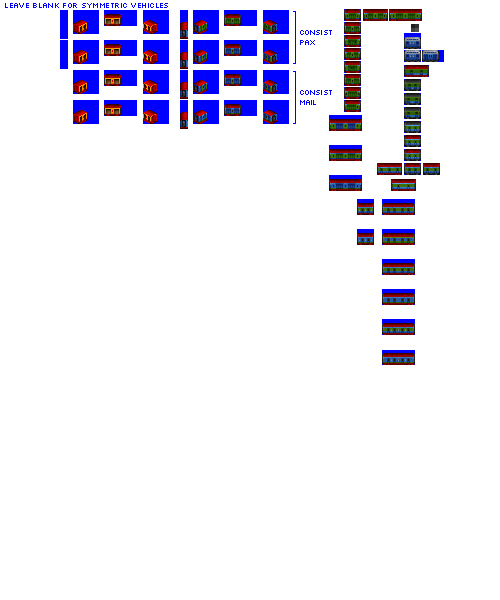 LEAVE BLANK FOR SYMMETRIC VEHICLES
CONSIST
PAX
CONSIST
MAIL